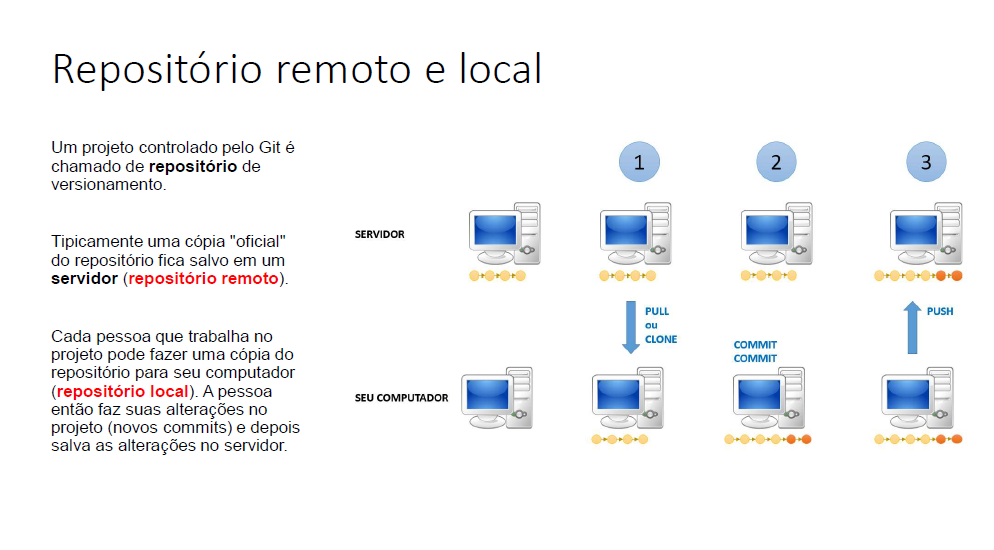 Repositório remoto e local
Um projeto controlado pelo Git é
chamado de repositório de
versionamento.
Tipicamente uma cópia "oficial"
do repositório fica salvo em um
servidor (repositório remoto).
Cada pessoa que trabalha no
projeto pode fazer uma cópia do
repositório para seu computador
(repositório local). A pessoa
então faz suas alterações no
projeto (novos commits) e depois
salva as alterações no servidor.
1
2
3
SERVIDOR
PULL
ou
CLONE
PUSH
COMMIT
COMMIT
SEU COMPUTADOR